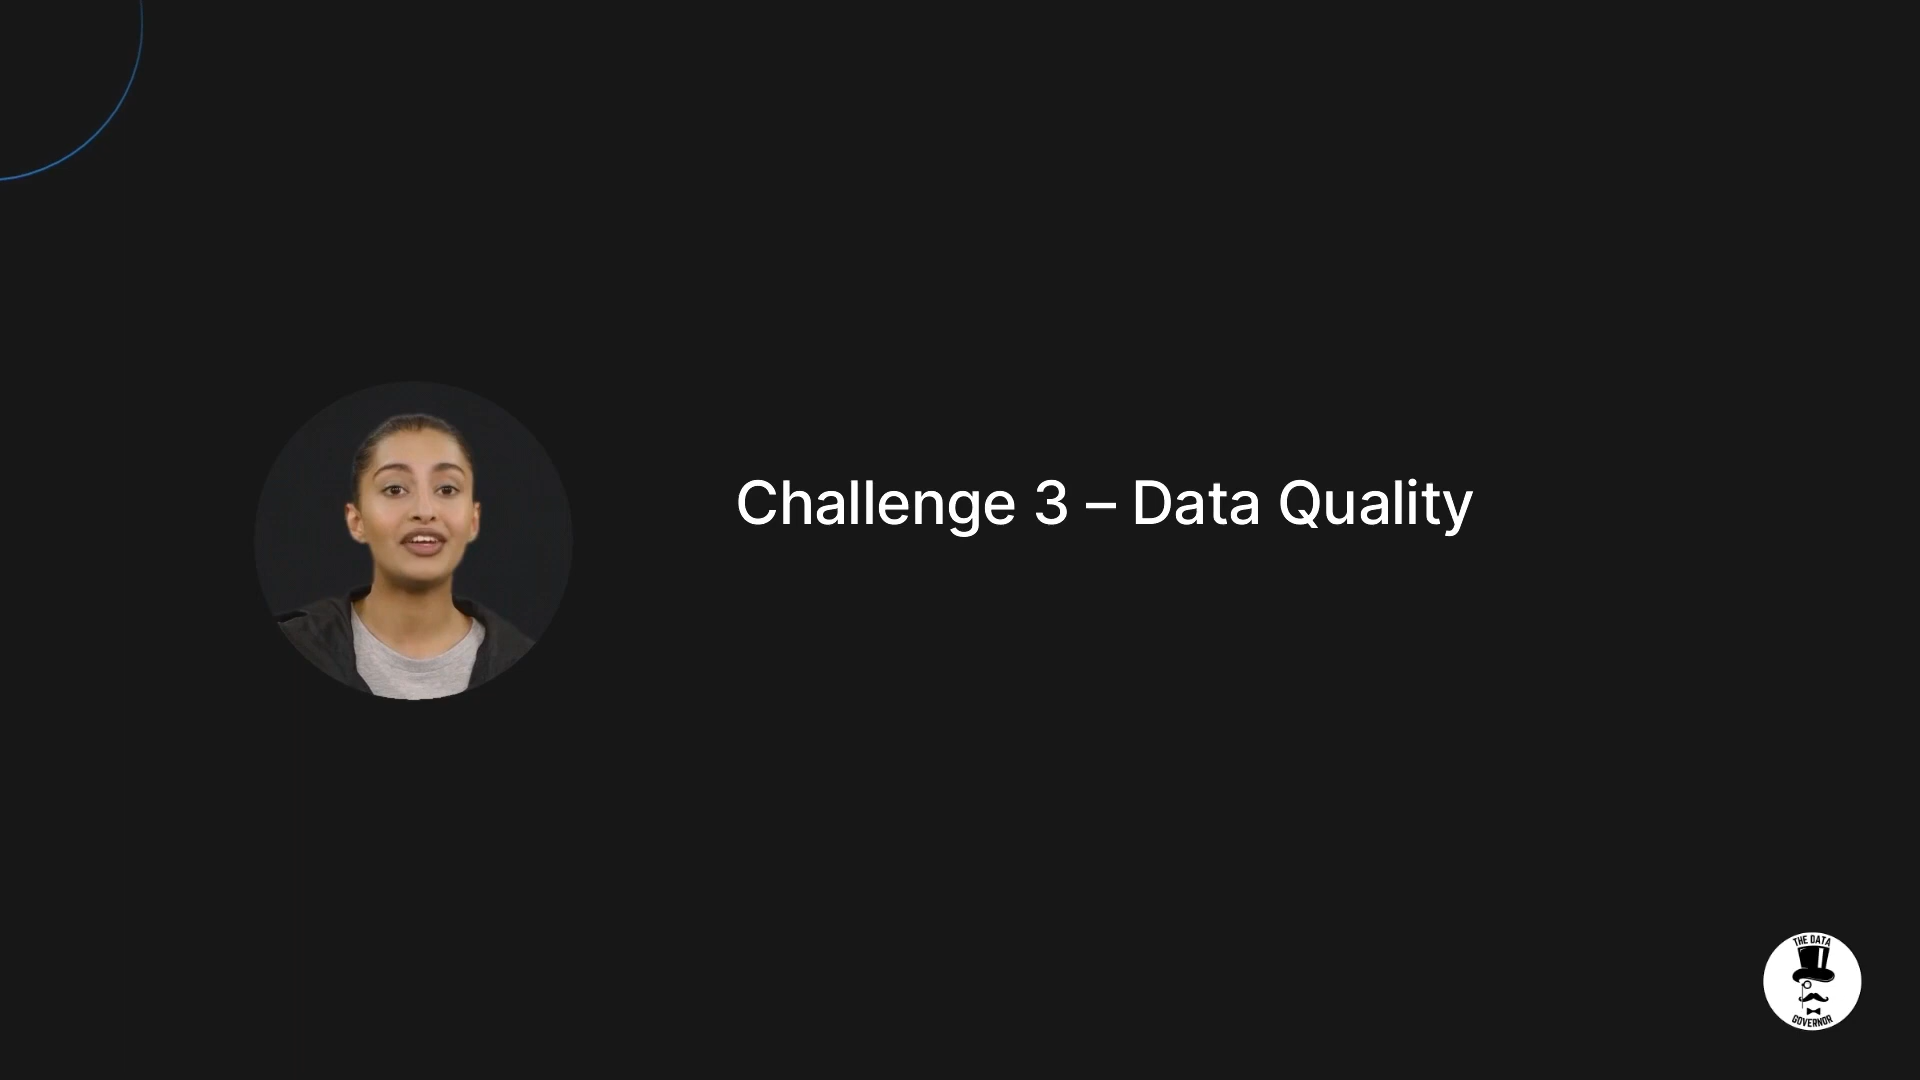 Challenge 3 – Data Quality
THE DATA
GOVERNOR